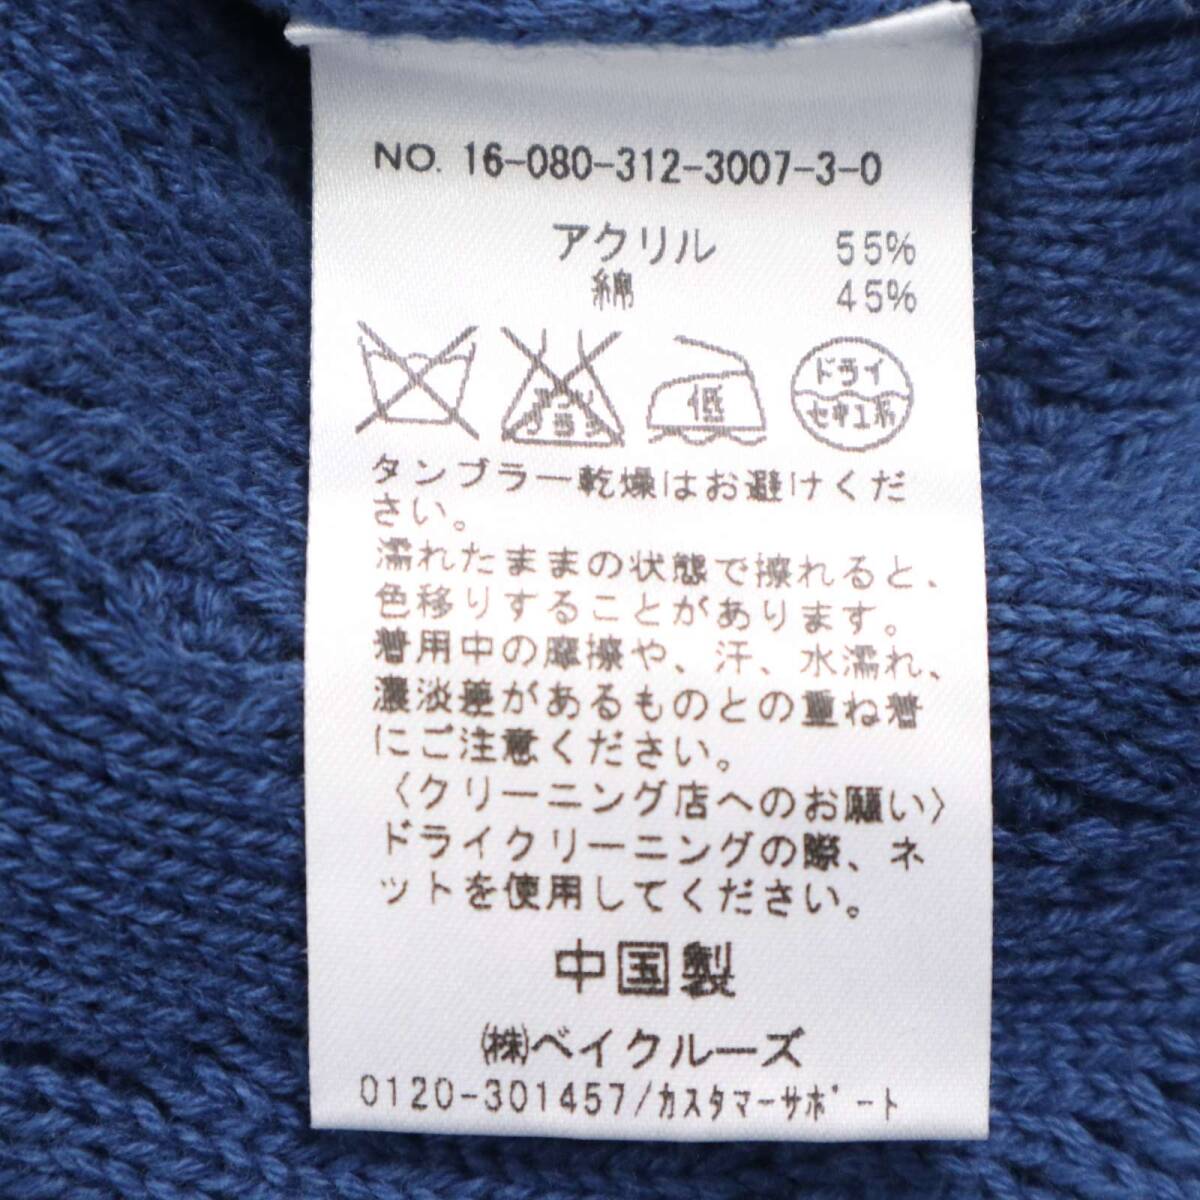 NO. 16-080-312-3007-3-0
アクリル 55%
綿 45%
低
ドライ
セキユ系
タンブラー乾燥はお避けくだ
さい。
濡れたままの状態で擦れると、
色移りすることがあります。
着用中の摩擦や、汗、水濡れ、
濃淡差があるものとの重ね着
にご注意ください。
〈クリーニング店へのお願い〉
ドライクリーニングの際、ネ
ットを使用してください。
中国製
㈱ベイクルーズ
0120-301457/カスタマーサポート